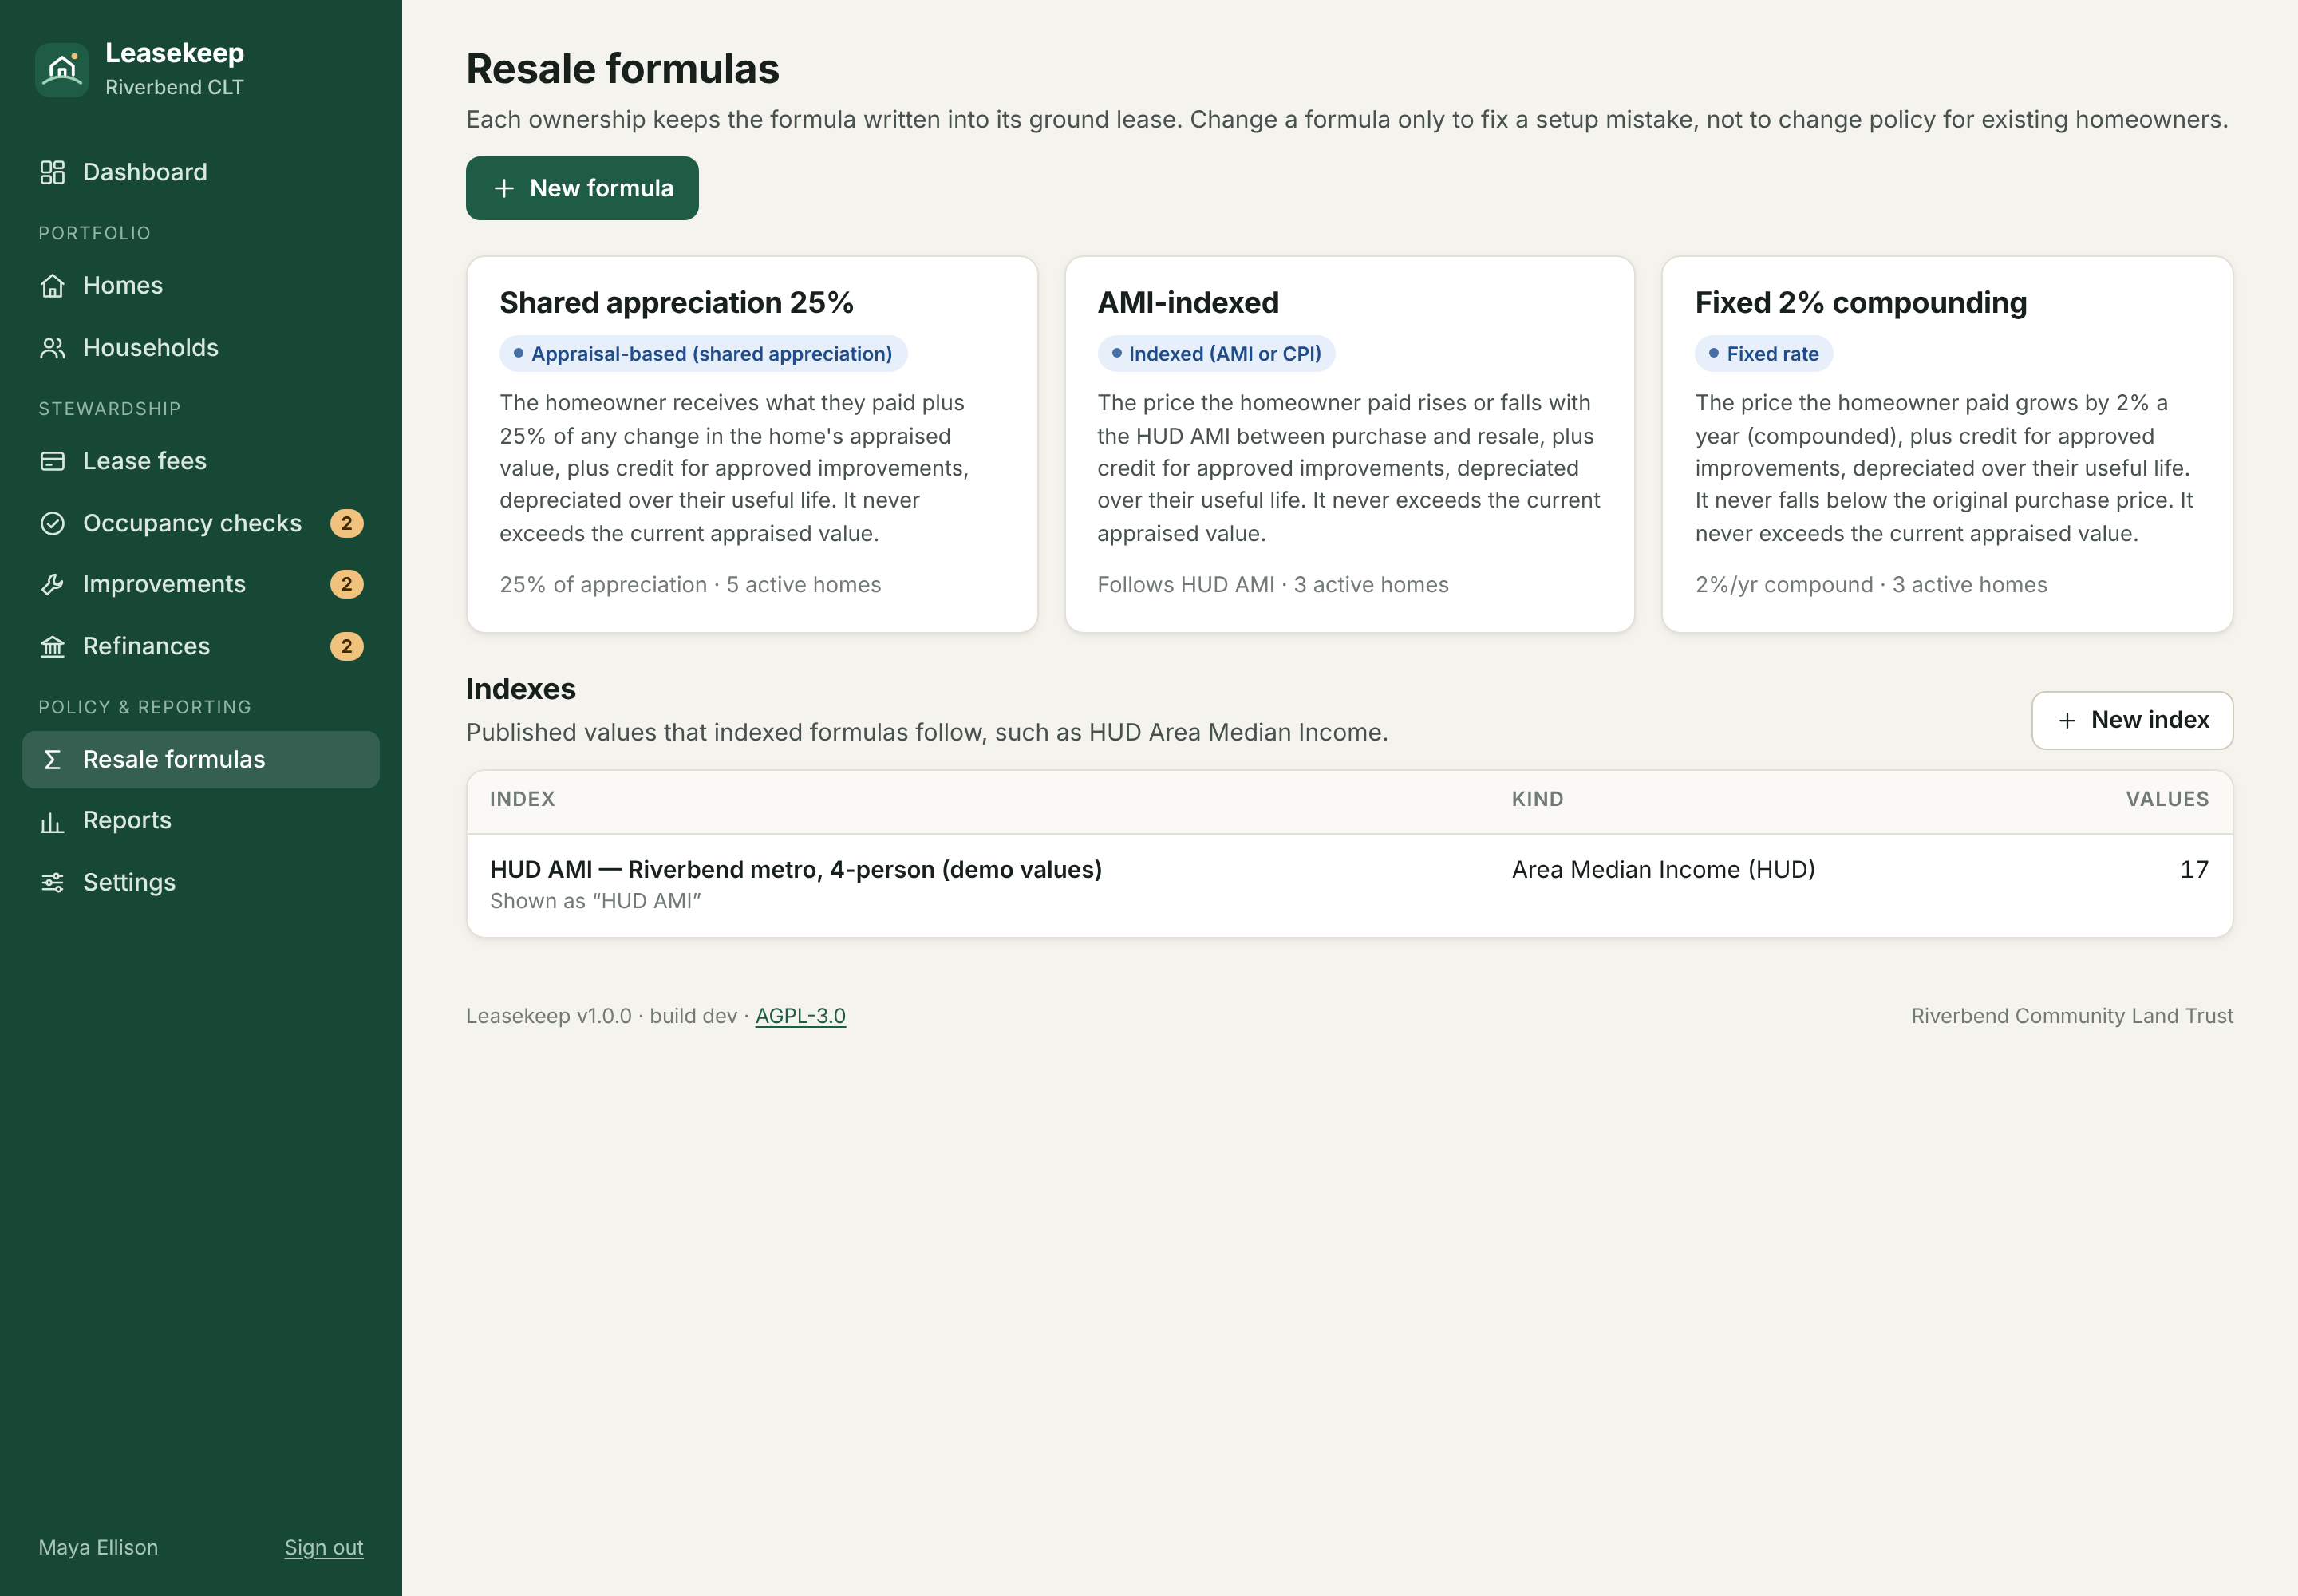 Leasekeep
Riverbend CLT
Dashboard
PORTFOLIO
Homes
Households
STEWARDSHIP
Lease fees
Occupancy checks 2
Improvements 2
Refinances 2
POLICY & REPORTING
Resale formulas
Reports
Settings
Maya Ellison Sign out
Resale formulas
Each ownership keeps the formula written into its ground lease. Change a formula only to fix a setup mistake, not to change policy for existing homeowners.
+ New formula
Shared appreciation 25%
Appraisal-based (shared appreciation)
The homeowner receives what they paid plus
25% of any change in the home's appraised
value, plus credit for approved improvements,
depreciated over their useful life. It never
exceeds the current appraised value.
25% of appreciation · 5 active homes
AMI-indexed
Indexed (AMI or CPI)
The price the homeowner paid rises or falls with
the HUD AMI between purchase and resale, plus
credit for approved improvements, depreciated
over their useful life. It never exceeds the current
appraised value.
Follows HUD AMI · 3 active homes
Fixed 2% compounding
Fixed rate
The price the homeowner paid grows by 2% a
year (compounded), plus credit for approved
improvements, depreciated over their useful life.
It never falls below the original purchase price. It
never exceeds the current appraised value.
2%/yr compound · 3 active homes
Indexes
Published values that indexed formulas follow, such as HUD Area Median Income.
+ New index
INDEX KIND VALUES
HUD AMI — Riverbend metro, 4-person (demo values) Area Median Income (HUD) 17
Shown as “HUD AMI”
Leasekeep v1.0.0 · build dev · AGPL-3.0
Riverbend Community Land Trust